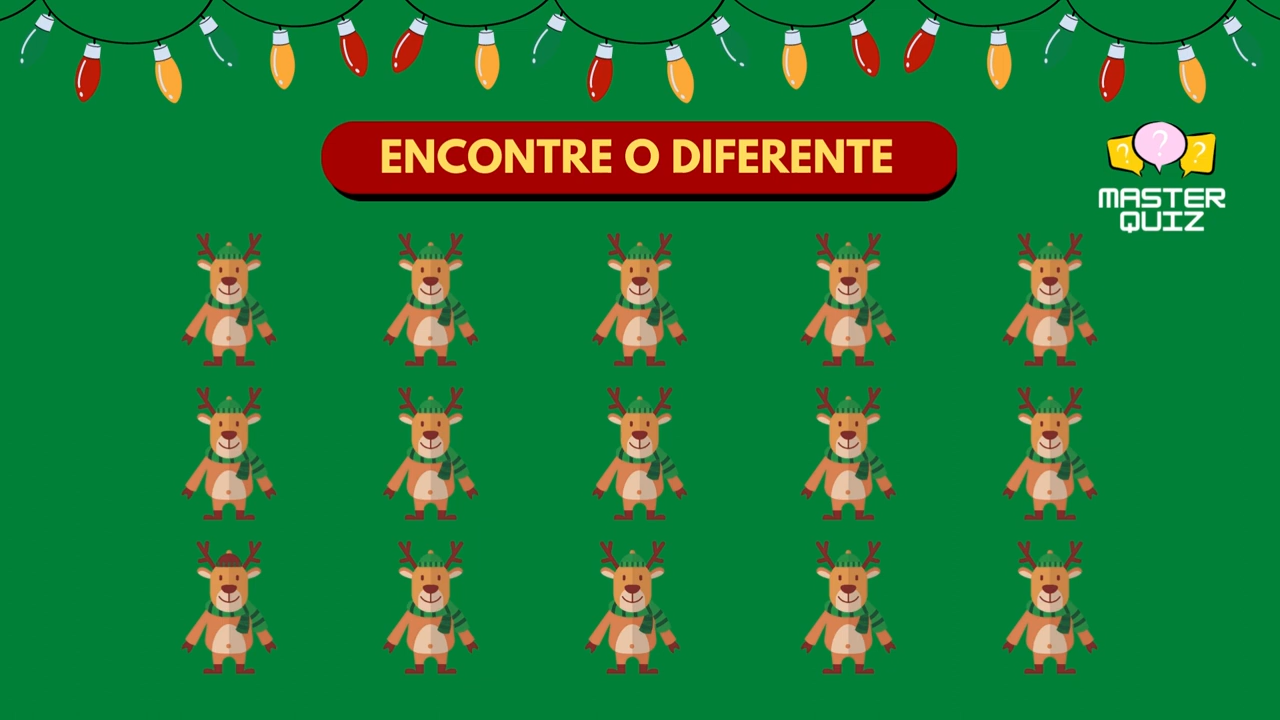 ENCONTRE O DIFERENTE
? ? ?
MASTER
QUIZ